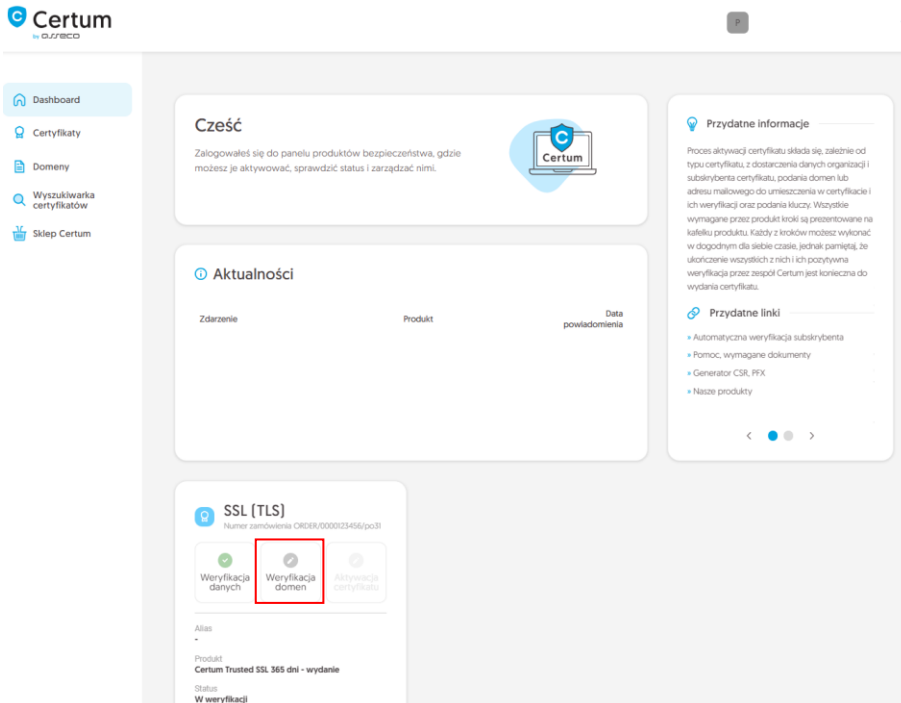 Certum
by asseco
P
Dashboard
Certyfikaty
Domeny
Wyszukiwarka
certyfikatów
Sklep Certum
Cześć
Zalogowałeś się do panelu produktów bezpieczeństwa, gdzie
możesz je aktywować, sprawdzić status i zarządzać nimi.
Certum
Aktualności
Zdarzenie
Produkt
Data
powiadomienia
Przydatne informacje
Proces aktywacji certyfikatu składa się, zależnie od
typu certyfikatu, z dostarczenia danych organizacji i
subskrybenta certyfikatu, podania domen lub
adresu mailowego do umieszczenia w certyfikacie i
ich weryfikacji oraz podania kluczy. Wszystkie
wymagane przez produkt kroki są prezentowane na
kafelku produktu. Każdy z kroków możesz wykonać
w dogodnym dla siebie czasie, jednak pamiętaj, że
ukończenie wszystkich z nich i ich pozytywna
weryfikacja przez zespół Certum jest konieczna do
wydania certyfikatu.
Przydatne linki
» Automatyczna weryfikacja subskrybenta
» Pomoc, wymagane dokumenty
» Generator CSR, PFX
» Nasze produkty
SSL (TLS)
Numer zamówienia ORDER/0000123456/po31
Weryfikacja
danych
Weryfikacja
domen
Aktywacja
certyfikatu
Alias
-
Produkt
Certum Trusted SSL 365 dni - wydanie
Status
W weryfikacji